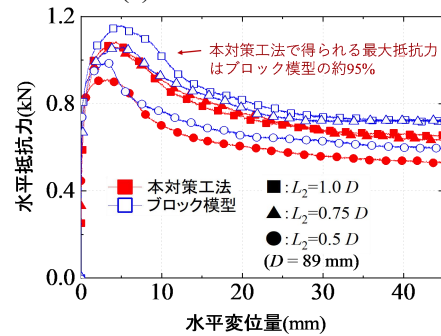 1.2
0.8
0.4
0.0
水平抵抗力(kN)
本対策工法で得られる最大抵抗力
はブロック模型の約95%
本対策工法
ブロック模型
: L2=1.0 D
: L2=0.75 D
: L2=0.5 D
(D = 89 mm)
0 10 20 30 40
水平変位量(mm)